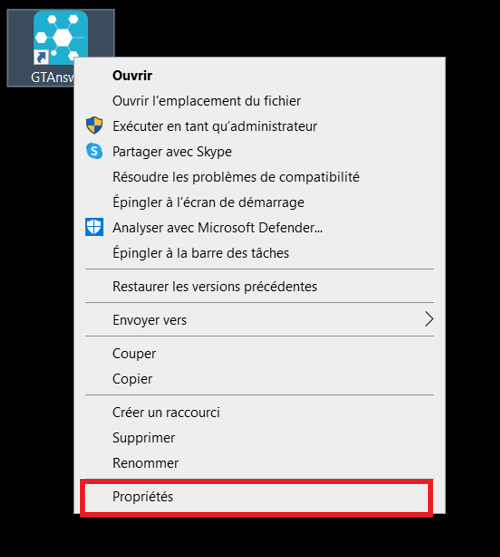 GTAnsw
Ouvrir
Ouvrir l'emplacement du fichier
Exécuter en tant qu’administrateur
Partager avec Skype
Résoudre les problèmes de compatibilité
Épingler à l’écran de démarrage
Analyser avec Microsoft Defender...
Épingler à la barre des tâches
Restaurer les versions précédentes
Envoyer vers
Couper
Copier
Créer un raccourci
Supprimer
Renommer
Propriétés